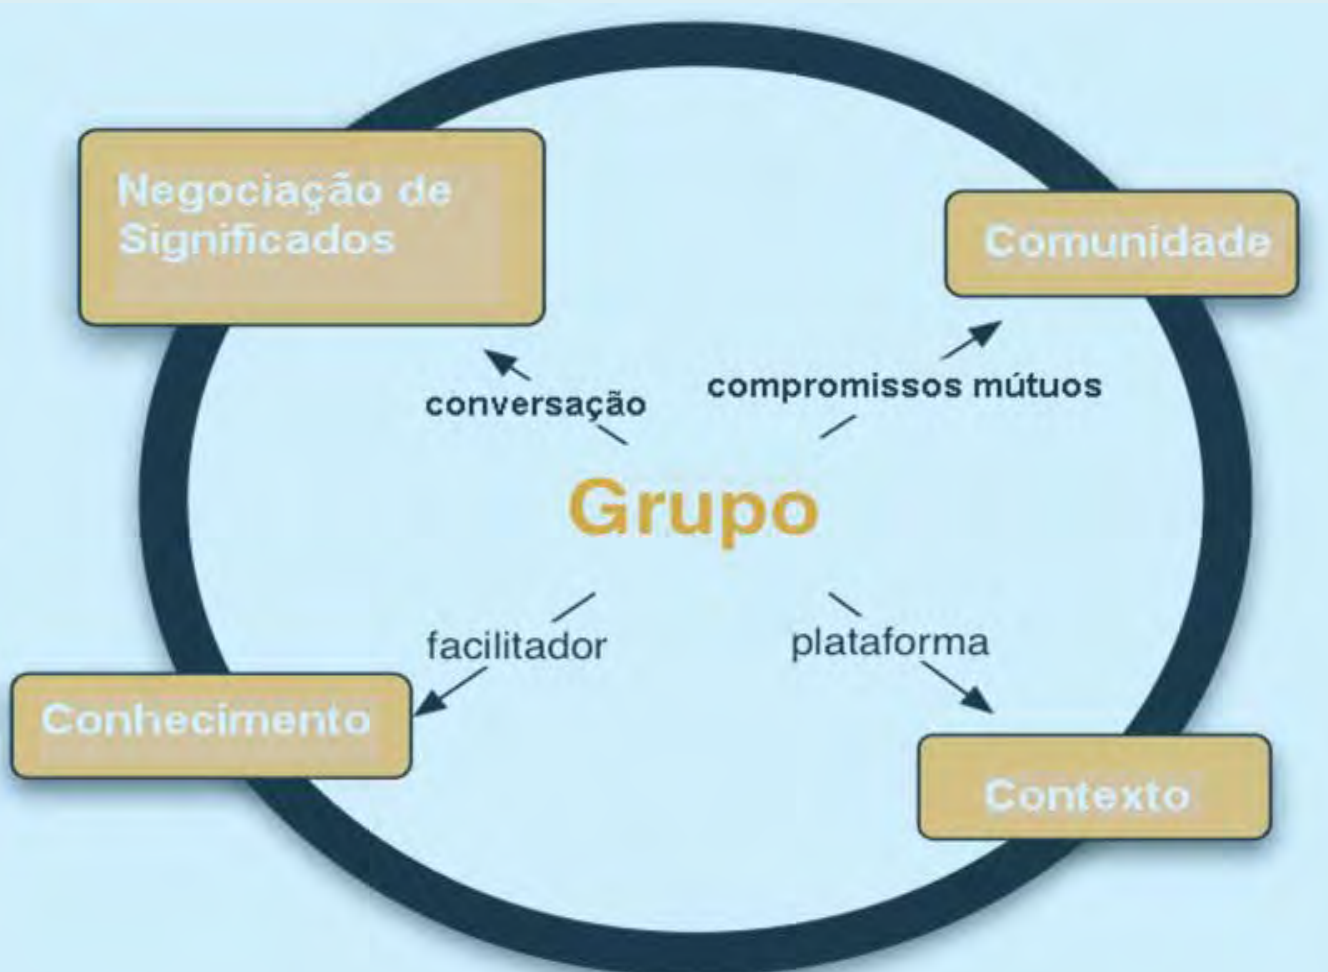 Negociação de
Significados
Comunidade
conversação
compromissos mútuos
Grupo
facilitador
plataforma
Conhecimento
Contexto